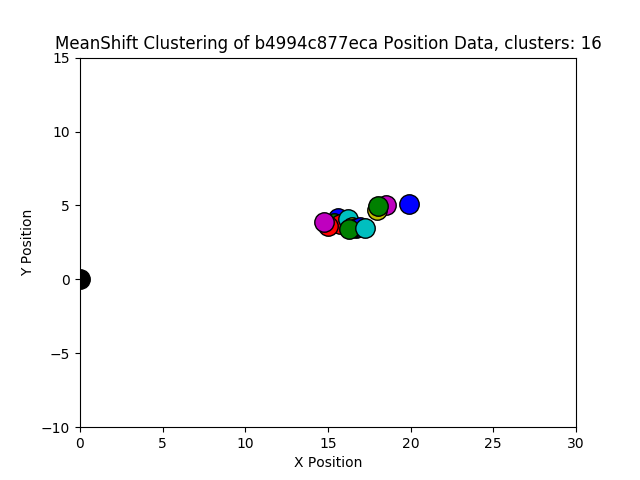 MeanShift Clustering of b4994c877eca Position Data, clusters: 16
15
10
5
0
−5
−10
Y Position
0 5 10 15 20 25 30
X Position